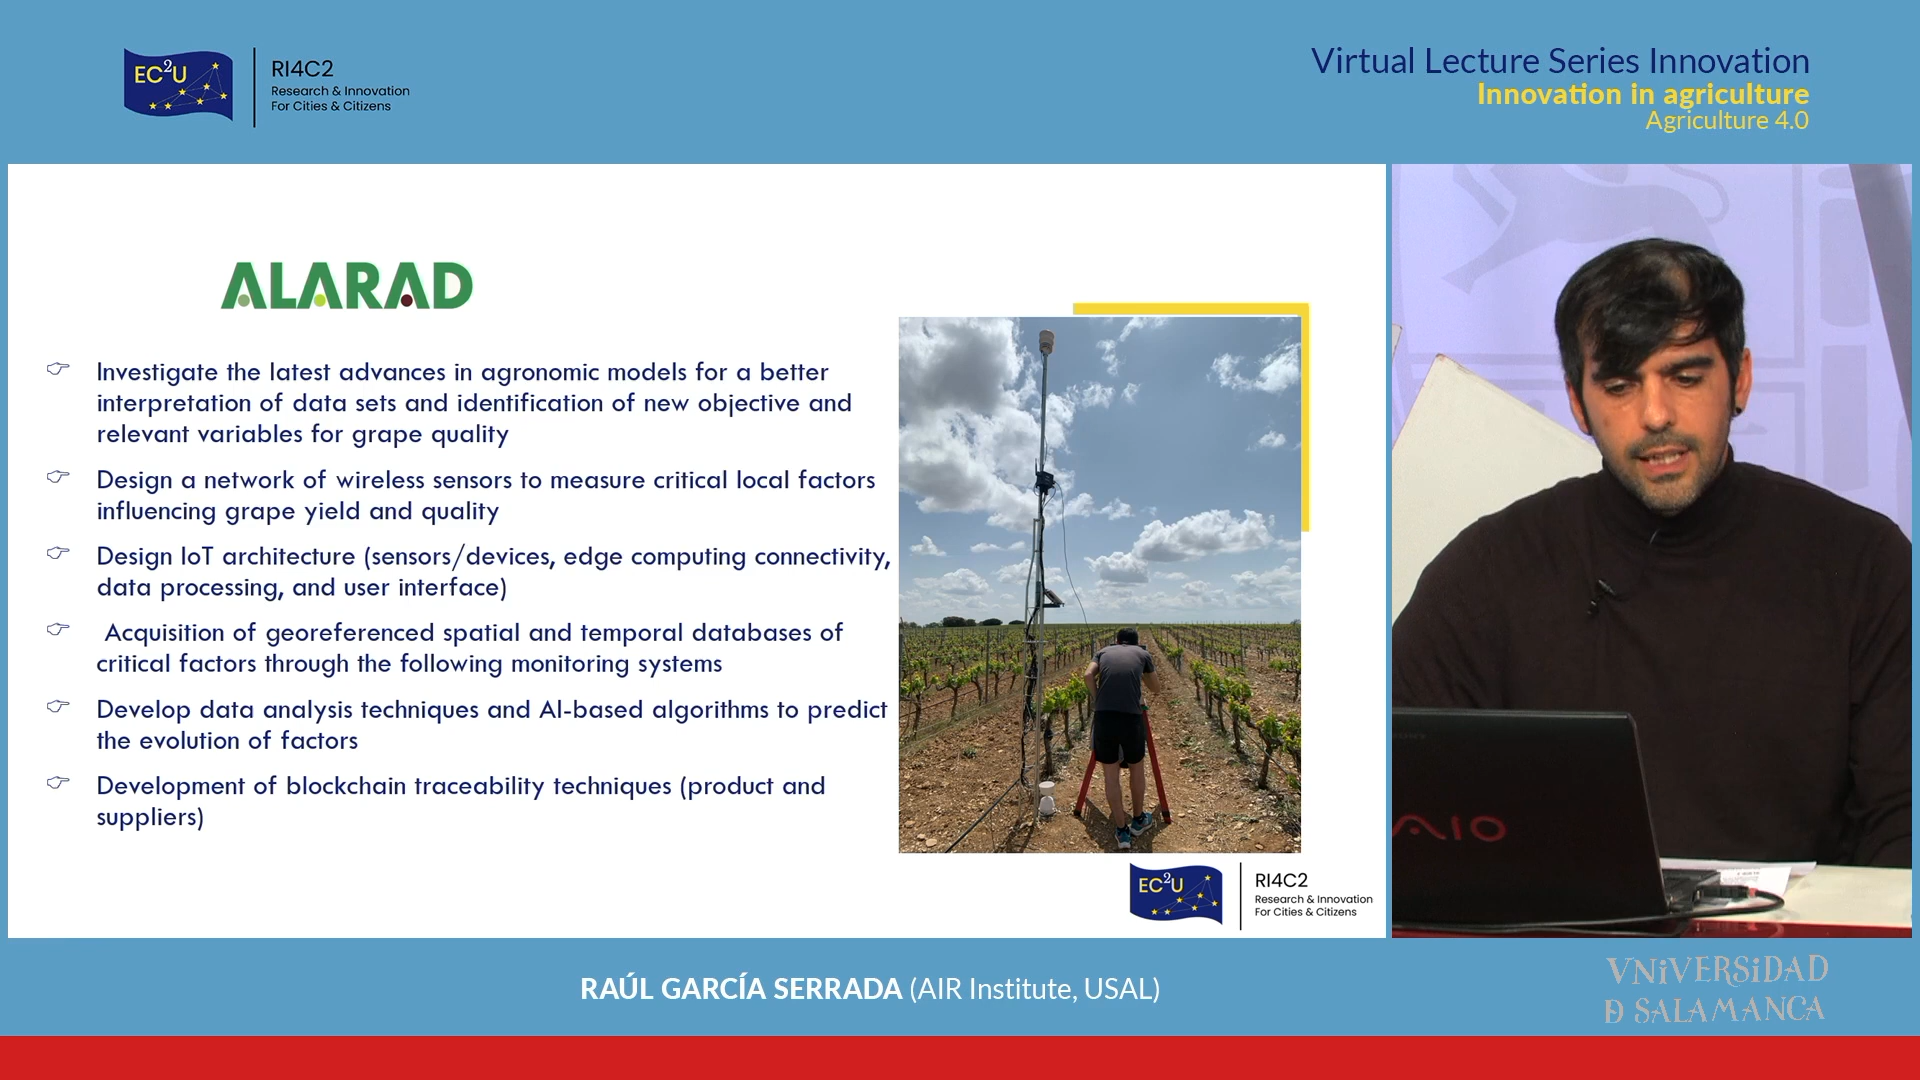 EC2U
RI4C2
Research & Innovation
For Cities & Citizens
Virtual Lecture Series Innovation
Innovation in agriculture
Agriculture 4.0
ALARAD
Investigate the latest advances in agronomic models for a better
interpretation of data sets and identification of new objective and
relevant variables for grape quality
Design a network of wireless sensors to measure critical local factors
influencing grape yield and quality
Design IoT architecture (sensors/devices, edge computing connectivity,
data processing, and user interface)
Acquisition of georeferenced spatial and temporal databases of
critical factors through the following monitoring systems
Develop data analysis techniques and AI-based algorithms to predict
the evolution of factors
Development of blockchain traceability techniques (product and
suppliers)
EC2U
RI4C2
Research & Innovation
For Cities & Citizens
AIO
RAÚL GARCÍA SERRADA (AIR Institute, USAL)
VNiVERSiDAD
Ð SALAMANCA